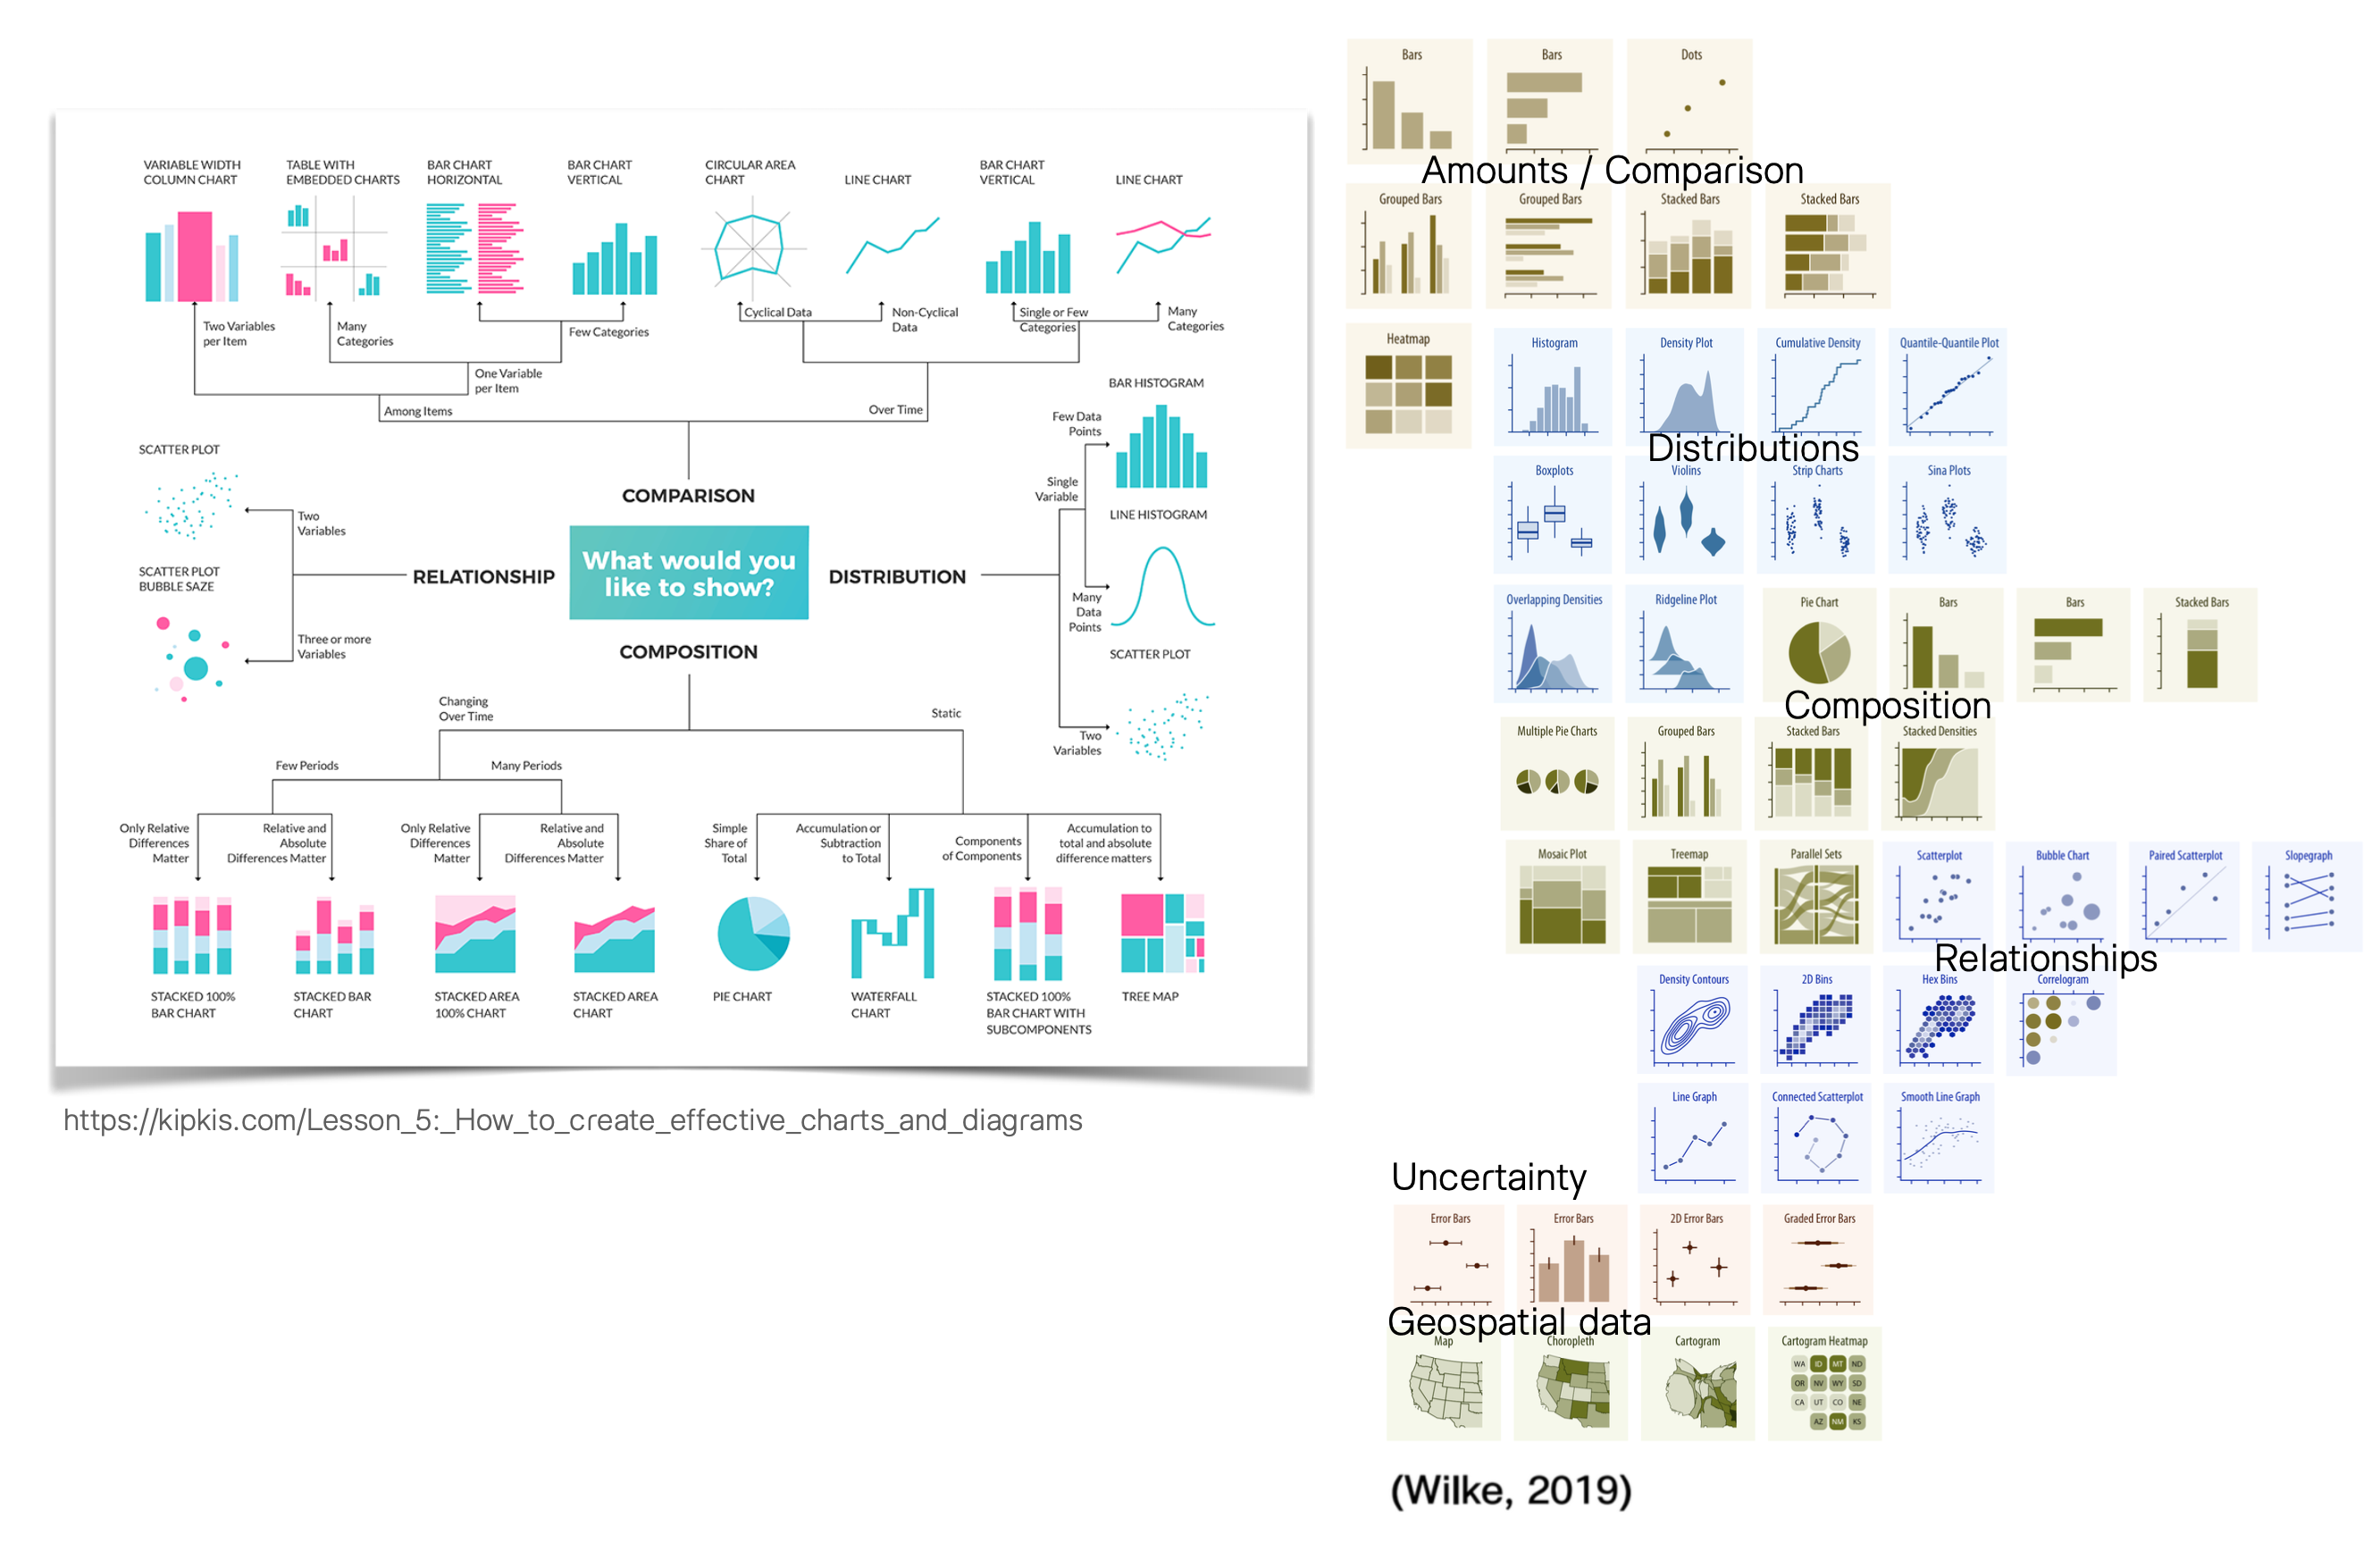 VARIABLE WIDTH
COLUMN CHART
TABLE WITH
EMBEDDED CHARTS
BAR CHART
HORIZONTAL
BAR CHART
VERTICAL
CIRCULAR AREA
CHART
LINE CHART
BAR CHART
VERTICAL
LINE CHART
Two Variables
per Item
Many
Categories
Few Categories
Cyclical Data
Non-Cyclical
Data
Single or Few
Categories
Many
Categories
One Variable
per Item
Among Items
Over Time
BAR HISTOGRAM
Few Data
Points
SCATTER PLOT
Two
Variables
COMPARISON
Single
Variable
LINE HISTOGRAM
SCATTER PLOT
BUBBLE SAZE
RELATIONSHIP
What would you
like to show?
DISTRIBUTION
Many
Data
Points
Three or more
Variables
COMPOSITION
SCATTER PLOT
Two
Variables
Changing
Over Time
Static
Few Periods
Many Periods
Only Relative
Differences
Matter
Relative and
Absolute
Differences Matter
Only Relative
Differences
Matter
Relative and
Absolute
Differences Matter
Simple
Share of
Total
Accumulation or
Subtraction
to Total
Components
of Components
Accumulation to
total and absolute
difference matters
STACKED 100%
BAR CHART
STACKED BAR
CHART
STACKED AREA
100% CHART
STACKED AREA
CHART
PIE CHART
WATERFALL
CHART
STACKED 100%
BAR CHART WITH
SUBCOMPONENTS
TREE MAP
https://kipkis.com/Lesson_5:_How_to_create_effective_charts_and_diagrams
Bars
Bars
Dots
Amounts / Comparison
Grouped Bars
Grouped Bars
Stacked Bars
Stacked Bars
Heatmap
Histogram
Density Plot
Cumulative Density
Quantile-Quantile Plot
Distributions
Boxplots
Violins
Strip Charts
Sina Plots
Overlapping Densities
Ridgeline Plot
Pie Chart
Bars
Bars
Stacked Bars
Composition
Multiple Pie Charts
Grouped Bars
Stacked Bars
Stacked Densities
Mosaic Plot
Treemap
Parallel Sets
Scatterplot
Bubble Chart
Paired Scatterplot
Slopegraph
Relationships
Density Contours
2D Bins
Hex Bins
Correlogram
Line Graph
Connected Scatterplot
Smooth Line Graph
Uncertainty
Error Bars
Error Bars
2D Error Bars
Graded Error Bars
Geospatial data
Map
Choropleth
Cartogram
Cartogram Heatmap
WA ID MT ND
OR NV WY SD
CA UT CO NE
AZ NM KS
(Wilke, 2019)